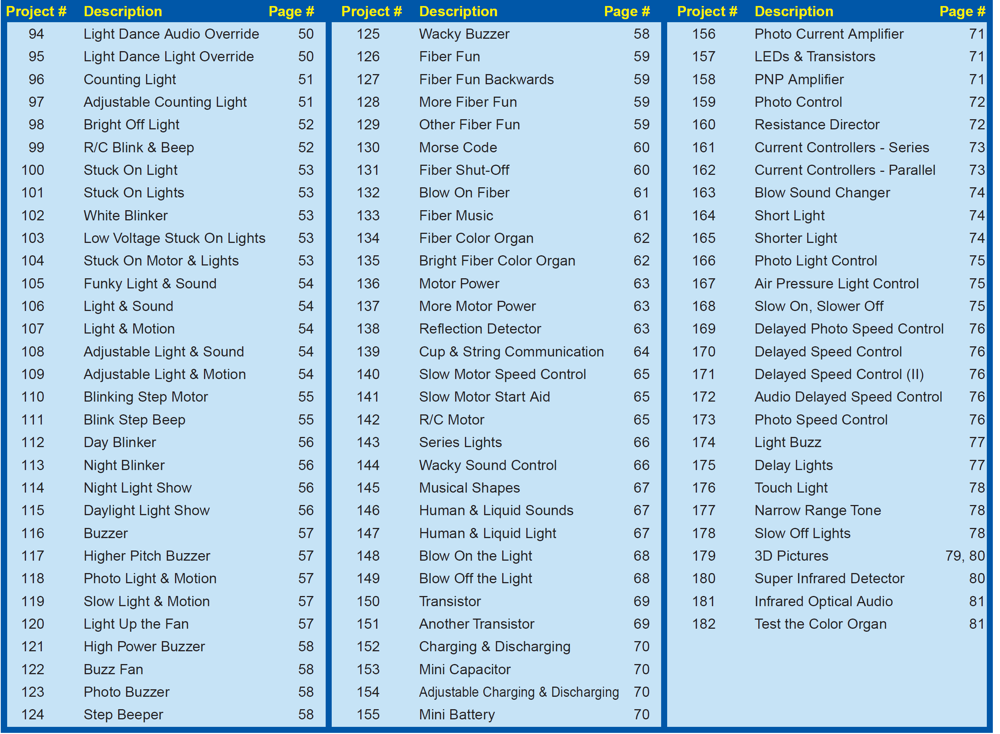 Project # Description Page #
94 Light Dance Audio Override 50
95 Light Dance Light Override 50
96 Counting Light 51
97 Adjustable Counting Light 51
98 Bright Off Light 52
99 R/C Blink & Beep 52
100 Stuck On Light 53
101 Stuck On Lights 53
102 White Blinker 53
103 Low Voltage Stuck On Lights 53
104 Stuck On Motor & Lights 53
105 Funky Light & Sound 54
106 Light & Sound 54
107 Light & Motion 54
108 Adjustable Light & Sound 54
109 Adjustable Light & Motion 54
110 Blinking Step Motor 55
111 Blink Step Beep 55
112 Day Blinker 56
113 Night Blinker 56
114 Night Light Show 56
115 Daylight Light Show 56
116 Buzzer 57
117 Higher Pitch Buzzer 57
118 Photo Light & Motion 57
119 Slow Light & Motion 57
120 Light Up the Fan 57
121 High Power Buzzer 58
122 Buzz Fan 58
123 Photo Buzzer 58
124 Step Beeper 58
Project # Description Page #
125 Wacky Buzzer 58
126 Fiber Fun 59
127 Fiber Fun Backwards 59
128 More Fiber Fun 59
129 Other Fiber Fun 59
130 Morse Code 60
131 Fiber Shut-Off 60
132 Blow On Fiber 61
133 Fiber Music 61
134 Fiber Color Organ 62
135 Bright Fiber Color Organ 62
136 Motor Power 63
137 More Motor Power 63
138 Reflection Detector 63
139 Cup & String Communication 64
140 Slow Motor Speed Control 65
141 Slow Motor Start Aid 65
142 R/C Motor 65
143 Series Lights 66
144 Wacky Sound Control 66
145 Musical Shapes 67
146 Human & Liquid Sounds 67
147 Human & Liquid Light 67
148 Blow On the Light 68
149 Blow Off the Light 68
150 Transistor 69
151 Another Transistor 69
152 Charging & Discharging 70
153 Mini Capacitor 70
154 Adjustable Charging & Discharging 70
155 Mini Battery 70
Project # Description Page #
156 Photo Current Amplifier 71
157 LEDs & Transistors 71
158 PNP Amplifier 71
159 Photo Control 72
160 Resistance Director 72
161 Current Controllers - Series 73
162 Current Controllers - Parallel 73
163 Blow Sound Changer 74
164 Short Light 74
165 Shorter Light 74
166 Photo Light Control 75
167 Air Pressure Light Control 75
168 Slow On, Slower Off 75
169 Delayed Photo Speed Control 76
170 Delayed Speed Control 76
171 Delayed Speed Control (II) 76
172 Audio Delayed Speed Control 76
173 Photo Speed Control 76
174 Light Buzz 77
175 Delay Lights 77
176 Touch Light 78
177 Narrow Range Tone 78
178 Slow Off Lights 78
179 3D Pictures 79, 80
180 Super Infrared Detector 80
181 Infrared Optical Audio 81
182 Test the Color Organ 81